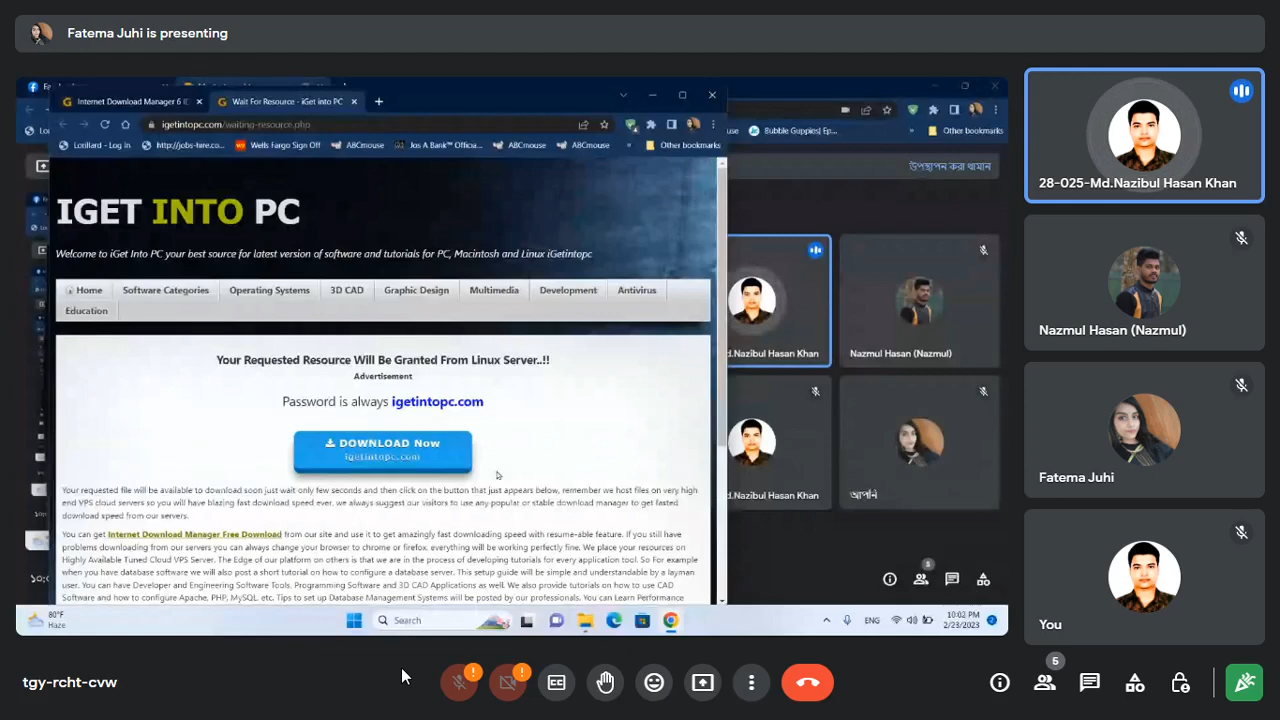 Fatema Juhi is presenting
Internet Download Manager 6
Wait For Resource - iGet into PC
igetintopc.com/waiting-resource.php
Lotillard - Log in
http://jobs-hire.co...
Wells Fargo Sign Off
ABCmouse
Jos A Bank™ Officia...
ABCmouse
ABCmouse
Other bookmarks
Bubble Guppies| Ep...
Other bookmarks
উপস্থাপন করা থামান
IGET INTO PC
Welcome to iGet Into PC your best source for latest version of software and tutorials for PC, Macintosh and Linux iGetintopc
Home
Software Categories
Operating Systems
3D CAD
Graphic Design
Multimedia
Development
Antivirus
Education
Your Requested Resource Will Be Granted From Linux Server..!!
Advertisement
Password is always igetintopc.com
DOWNLOAD Now
igetintopc.com
Your requested file will be available to download soon just wait only few seconds and then click on the button that just appears below, remember we host files on very high
end VPS cloud servers so you will have blazing fast download speed ever, we always suggest our visitors to use any popular or stable download manager to get fasted
download speed from our servers.
You can get Internet Download Manager Free Download from our site and use it to get amazingly fast downloading speed with resume-able feature. If you still have
problems downloading from our servers you can always change your browser to chrome or firefox. everything will be working perfectly fine. We place your resources on
Highly Available Tuned Cloud VPS Server. The Edge of our platform on others is that we are in the process of developing tutorials for every application tool. So For example
when you have database software we will also post a short tutorial on how to configure a database server. This setup guide will be simple and understandable by a layman
user. You can have Developer and Engineering Software Tools, Programming Software and 3D CAD Applications as well. We also provide tutorials on how to use CAD
Software and how to configure Apache, PHP, MySQL, etc. Tips to set up Database Management Systems will be posted by our professionals. You can Learn Performance
d.Nazibul Hasan Khan
Nazmul Hasan (Nazmul)
d.Nazibul Hasan Khan
আপনি
5
80°F
Haze
Search
ENG
10:02 PM
2/23/2023
2
28-025-Md.Nazibul Hasan Khan
Nazmul Hasan (Nazmul)
Fatema Juhi
You
tgy-rcht-cvw
CC
5